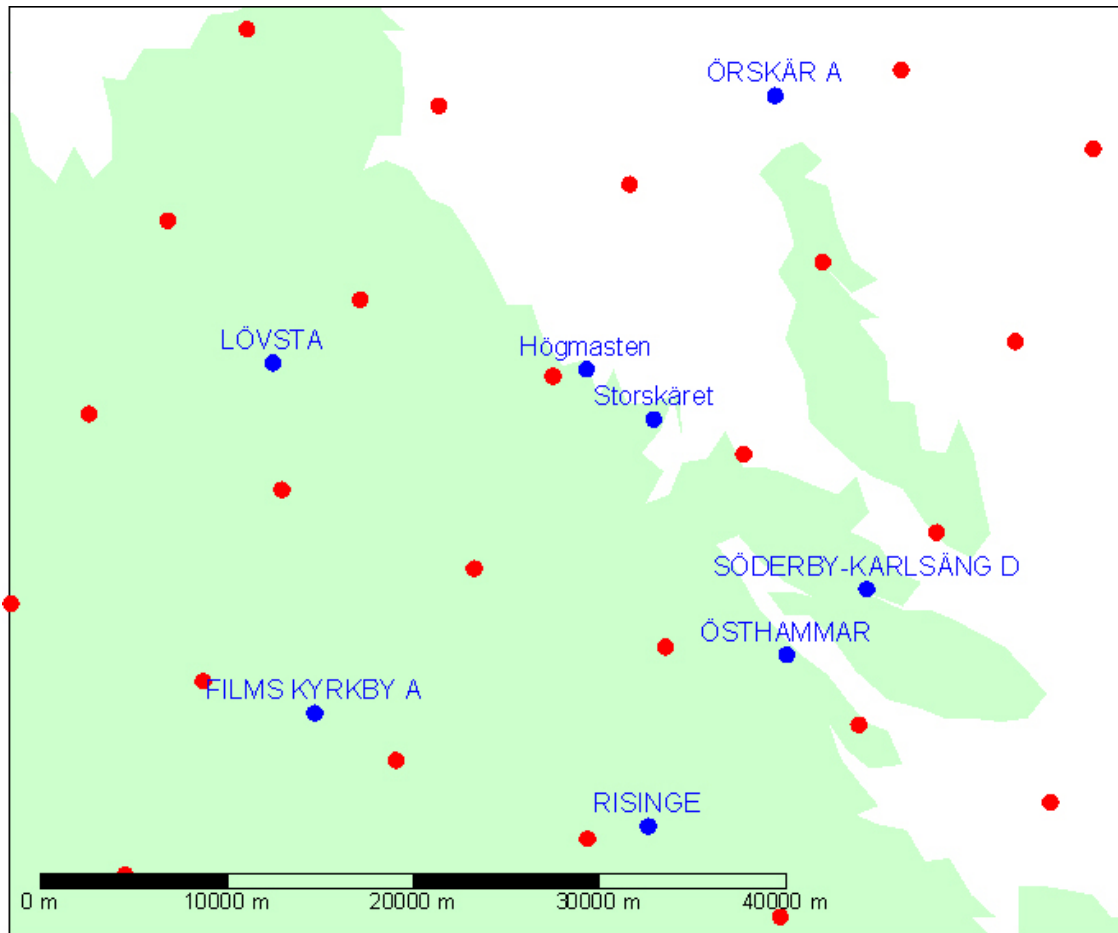 ÖRSKÄR A
LÖVSTA
Högmasten
Storskäret
SÖDERBY-KARLSÄNG D
ÖSTHAMMAR
FILMS KYRKBY A
RISINGE
0 m 10000 m 20000 m 30000 m 40000 m